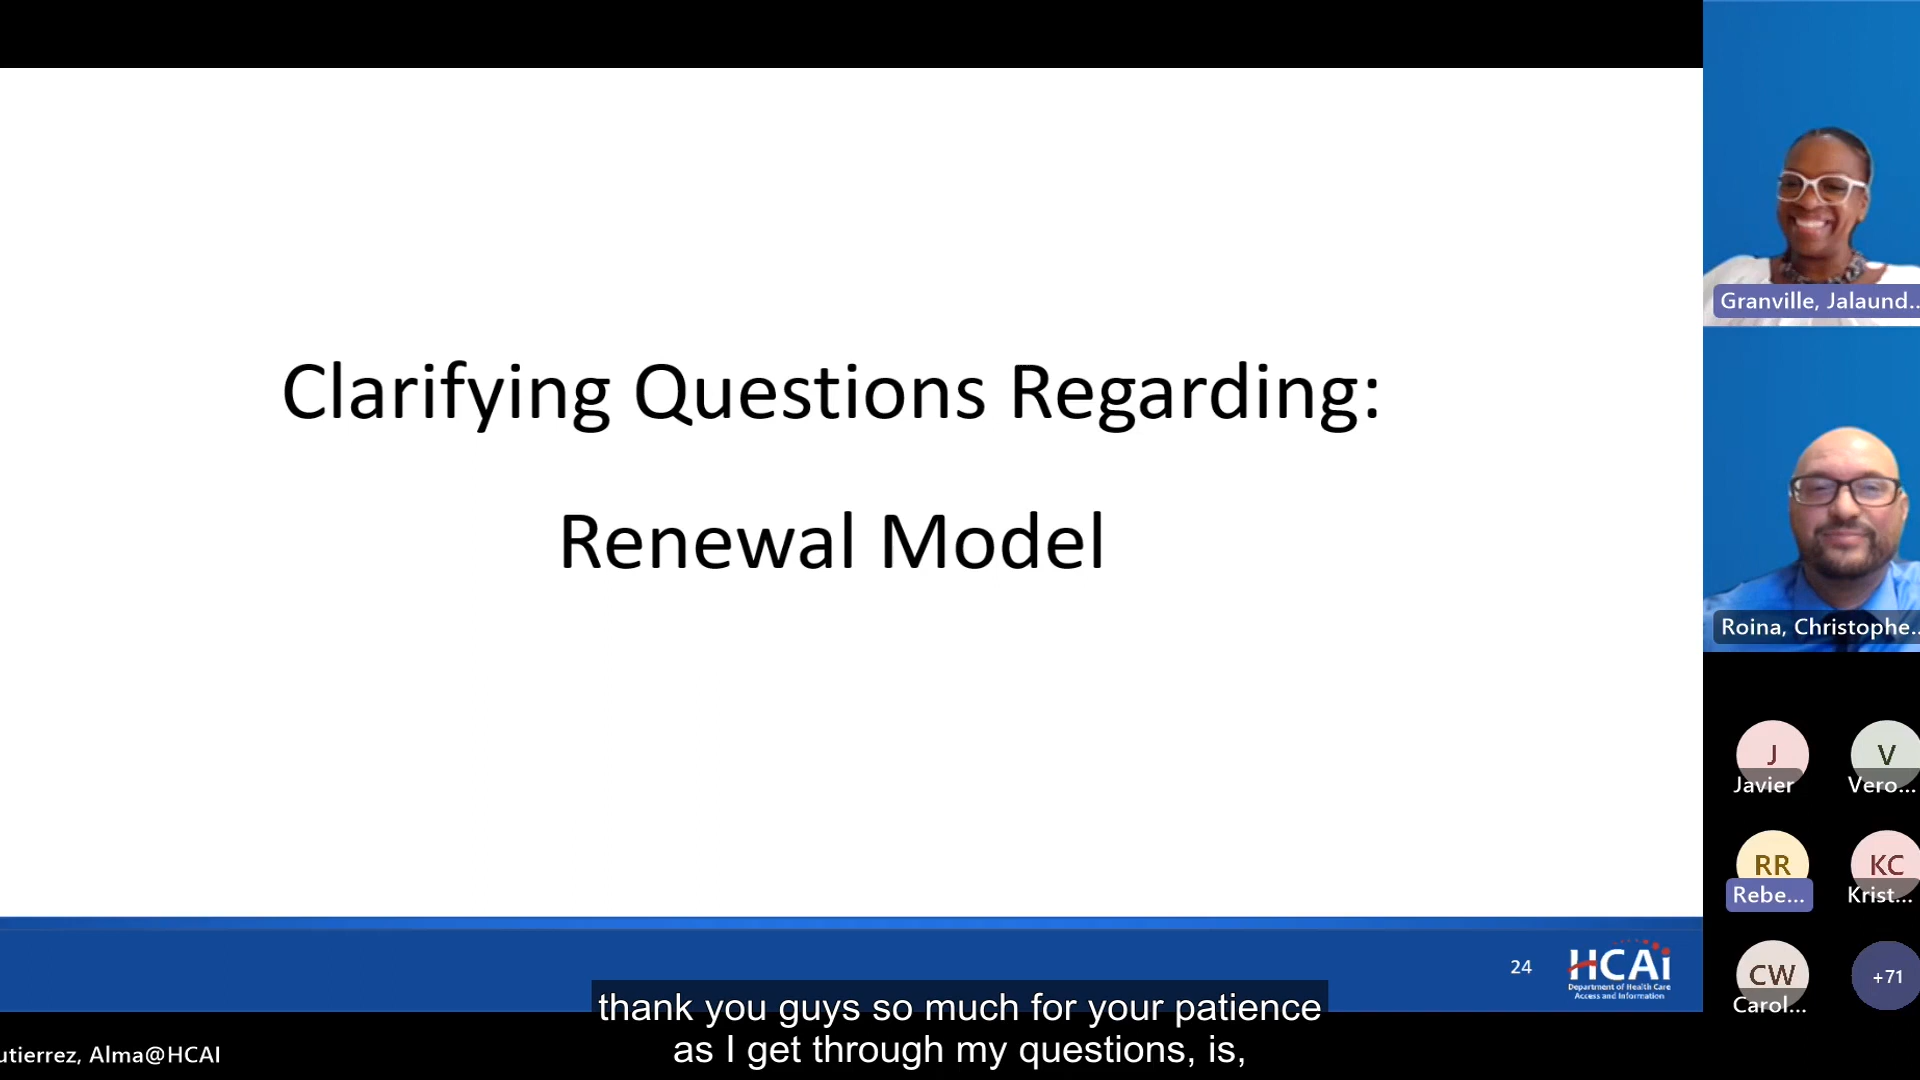 Clarifying Questions Regarding:
Renewal Model
24
HCAi
Department of Health Care
Access and Information
thank you guys so much for your patience
as I get through my questions, is,
utierrez, Alma@HCAI
Granville, Jalaund...
Roina, Christophe...
J
Javier
V
Vero...
RR
Rebe...
KC
Krist...
CW
Carol...
+71